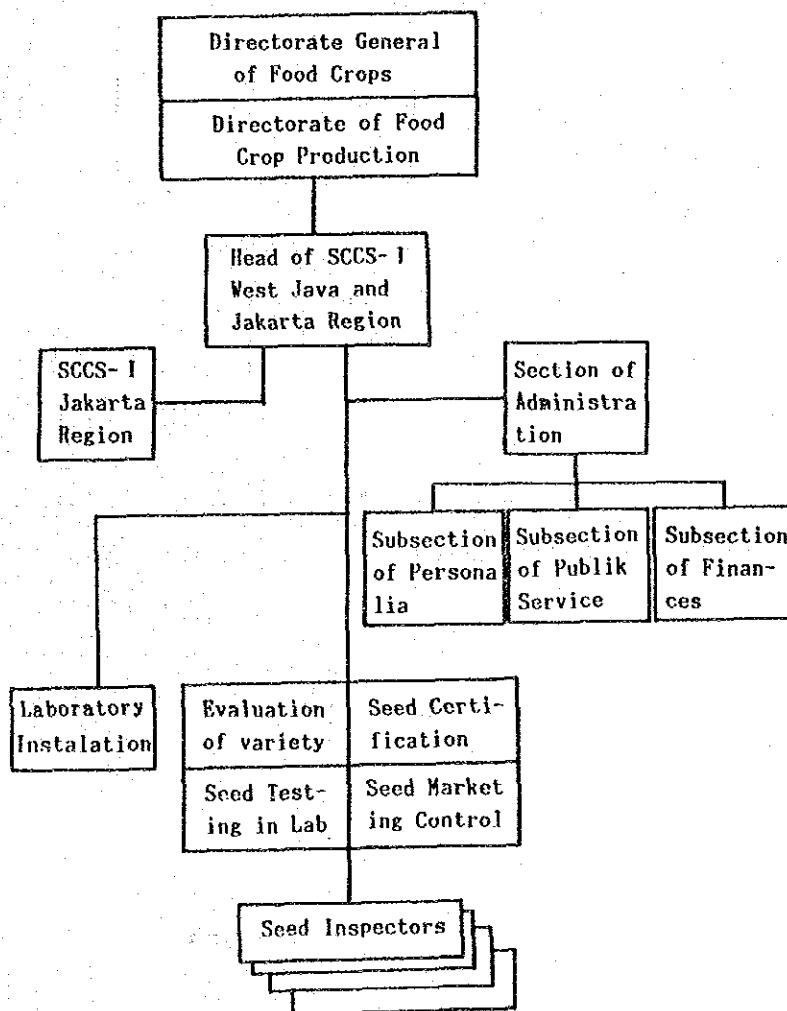 Directorate General
of Food Crops
Directorate of Food
Crop Production
Head of SCCS-I
West Java and
Jakarta Region
SCCS-I
Jakarta
Region
Section of
Administra
tion
Subsection
of Persona
lia
Subsection
of Publik
Service
Subsection
of Finan-
ces
Laboratory
Instalation
Evaluation
of variety
Seed Certi-
fication
Seed Test-
ing in Lab
Seed Market
ing Control
Seed Inspectors